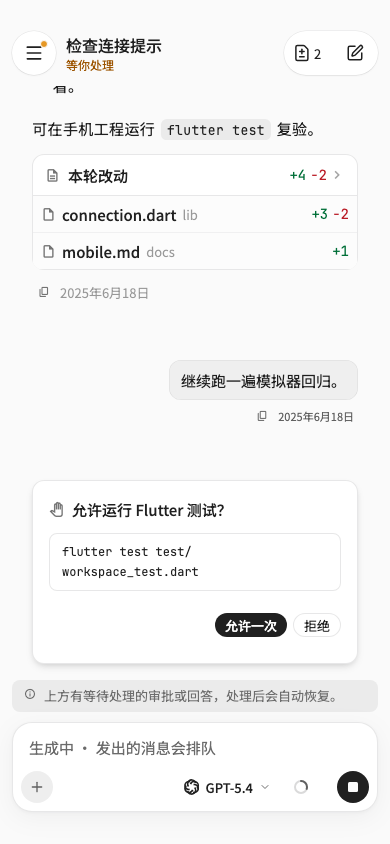 检查连接提示
等你处理
2
看。
可在手机工程运行 flutter test 复验。
本轮改动 +4 -2
connection.dart lib +3 -2
mobile.md docs +1
2025年6月18日
继续跑一遍模拟器回归。
2025年6月18日
允许运行 Flutter 测试?
flutter test test/
workspace_test.dart
允许一次 拒绝
上方有等待处理的审批或回答，处理后会自动恢复。
生成中 · 发出的消息会排队
GPT-5.4